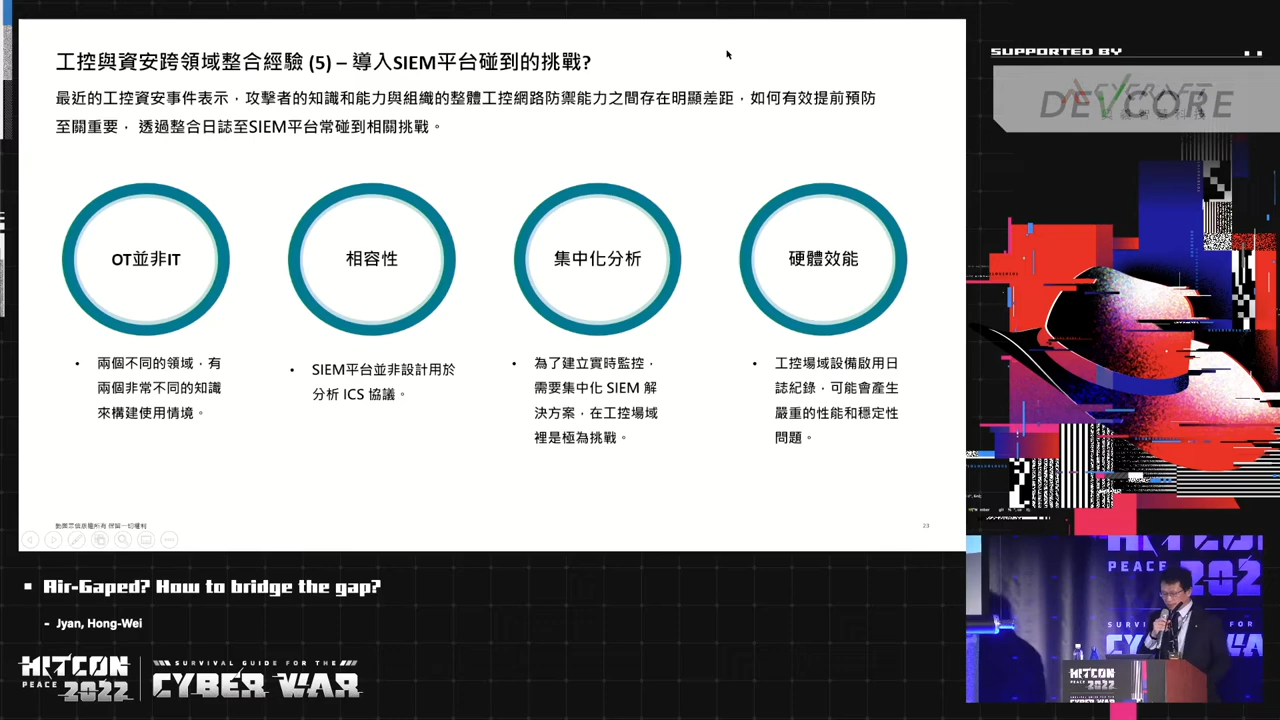 工控與資安跨領域整合經驗 (5) – 導入SIEM平台碰到的挑戰?
最近的工控資安事件表示，攻擊者的知識和能力與組織的整體工控網路防禦能力之間存在明顯差距，如何有效提前預防
至關重要， 透過整合日誌至SIEM平台常碰到相關挑戰。
OT並非IT
相容性
集中化分析
硬體效能
• 兩個不同的領域，有
兩個非常不同的知識
來構建使用情境。
• SIEM平台並非設計用於
分析 ICS 協議。
• 為了建立實時監控，
需要集中化 SIEM 解
決方案，在工控場域
裡是極為挑戰。
• 工控場域設備啟用日
誌紀錄，可能會產生
嚴重的性能和穩定性
問題。
23
SUPPORTED BY
DEVCORE
Air-Gaped? How to bridge the gap?
- Jyan, Hong-Wei
HITCON
PEACE 2022
SURVIVAL GUIDE FOR THE
CYBER WAR
HITCON
PEACE 2022